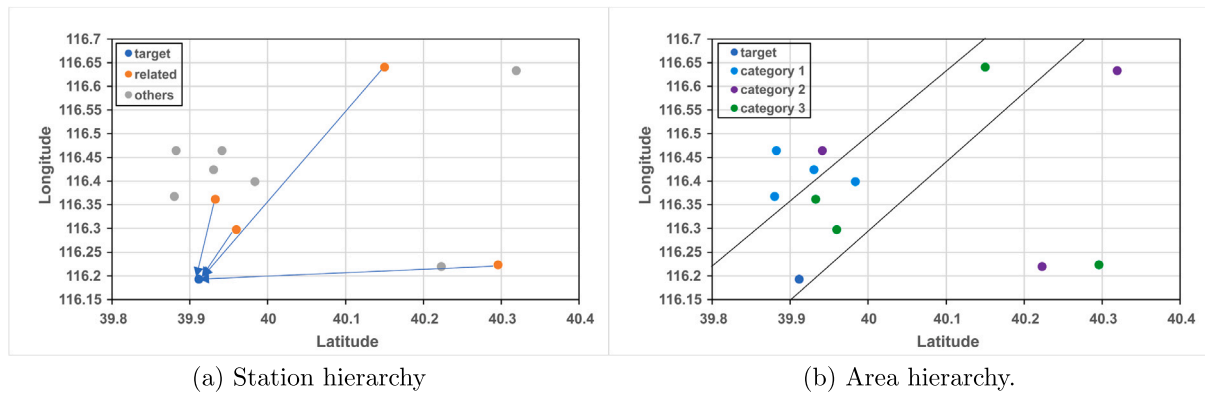 116.7
116.65
116.6
116.55
116.5
116.45
116.4
116.35
116.3
116.25
116.2
116.15
Longitude
target
related
others
39.8 39.9 40 40.1 40.2 40.3 40.4
Latitude
(a) Station hierarchy
116.7
116.65
116.6
116.55
116.5
116.45
116.4
116.35
116.3
116.25
116.2
116.15
Longitude
target
category 1
category 2
category 3
39.8 39.9 40 40.1 40.2 40.3 40.4
Latitude
(b) Area hierarchy.